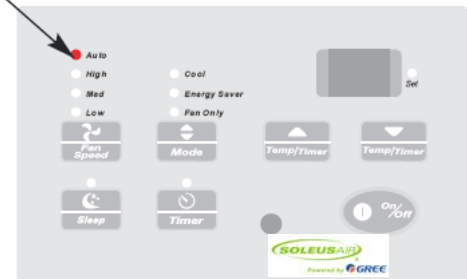 Auto
High
Med
Low
Cool
Energy Saver
Fan Only
Set
Fan
Speed
Mode
Temp/Timer
Temp/Timer
Sleep
Timer
On/Off
SOLEUSAIR
Powered by GREE